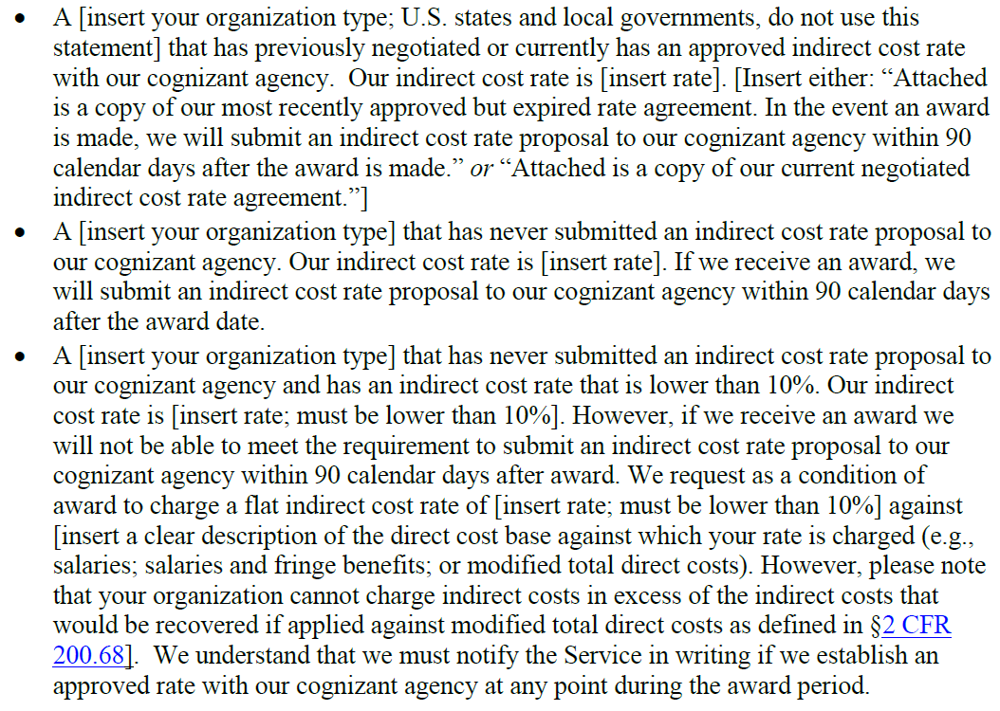 • A [insert your organization type; U.S. states and local governments, do not use this
statement] that has previously negotiated or currently has an approved indirect cost rate
with our cognizant agency.  Our indirect cost rate is [insert rate]. [Insert either: “Attached
is a copy of our most recently approved but expired rate agreement. In the event an award
is made, we will submit an indirect cost rate proposal to our cognizant agency within 90
calendar days after the award is made.” or “Attached is a copy of our current negotiated
indirect cost rate agreement.”]
• A [insert your organization type] that has never submitted an indirect cost rate proposal to
our cognizant agency. Our indirect cost rate is [insert rate]. If we receive an award, we
will submit an indirect cost rate proposal to our cognizant agency within 90 calendar days
after the award date.
• A [insert your organization type] that has never submitted an indirect cost rate proposal to
our cognizant agency and has an indirect cost rate that is lower than 10%. Our indirect
cost rate is [insert rate; must be lower than 10%]. However, if we receive an award we
will not be able to meet the requirement to submit an indirect cost rate proposal to our
cognizant agency within 90 calendar days after award. We request as a condition of
award to charge a flat indirect cost rate of [insert rate; must be lower than 10%] against
[insert a clear description of the direct cost base against which your rate is charged (e.g.,
salaries; salaries and fringe benefits; or modified total direct costs). However, please note
that your organization cannot charge indirect costs in excess of the indirect costs that
would be recovered if applied against modified total direct costs as defined in §2 CFR
200.68].  We understand that we must notify the Service in writing if we establish an
approved rate with our cognizant agency at any point during the award period.